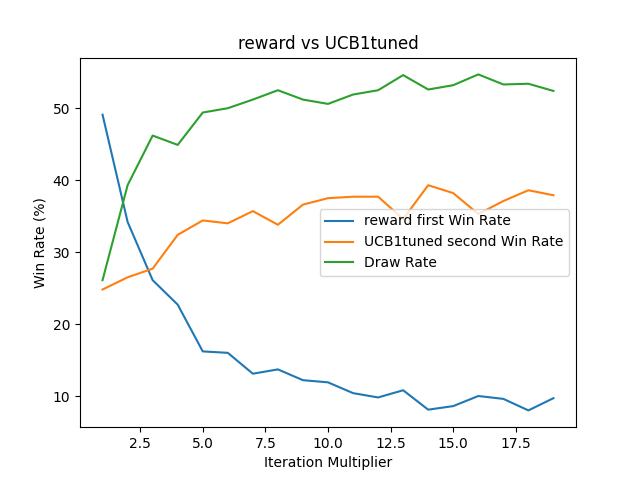 reward vs UCB1tuned
Win Rate (%)
50
40
30
20
10
reward first Win Rate
UCB1tuned second Win Rate
Draw Rate
2.5 5.0 7.5 10.0 12.5 15.0 17.5
Iteration Multiplier